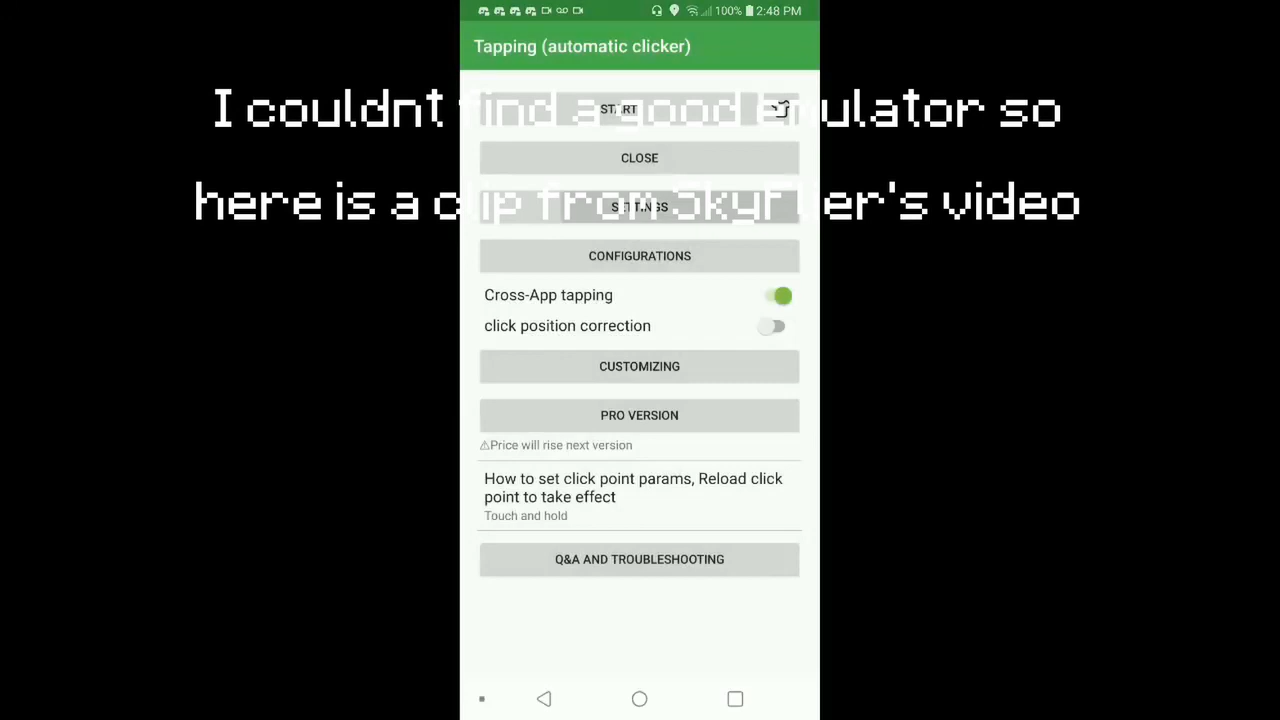 100% 2:48 PM
Tapping (automatic clicker)
I couldnt find a good emulator so
START
CLOSE
here is a clip from SkyFlier's video
SETTINGS
CONFIGURATIONS
Cross-App tapping
click position correction
CUSTOMIZING
PRO VERSION
⚠Price will rise next version
How to set click point params, Reload click
point to take effect
Touch and hold
Q&A AND TROUBLESHOOTING